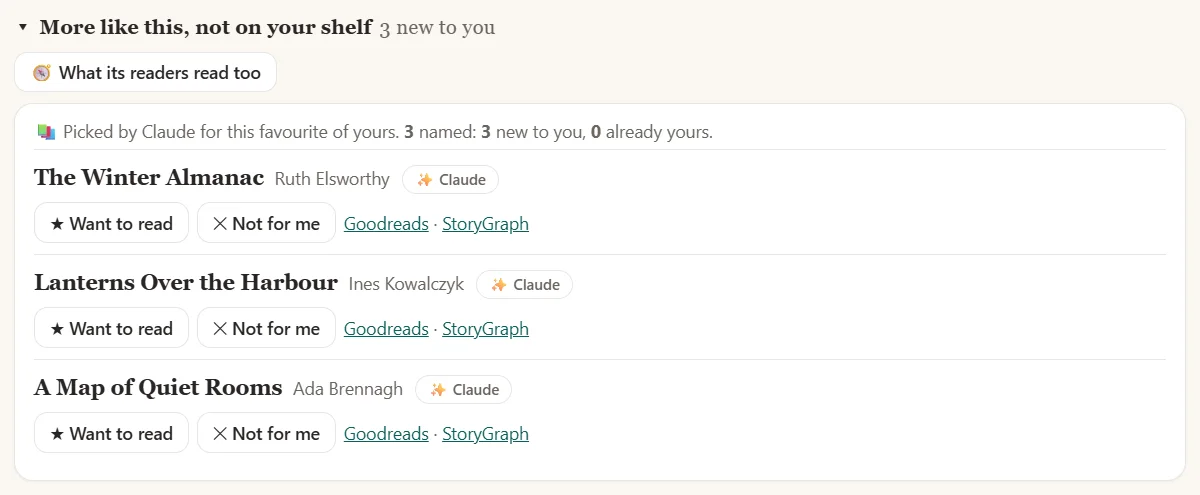 ▾ More like this, not on your shelf 3 new to you
🧭 What its readers read too
📚 Picked by Claude for this favourite of yours. 3 named: 3 new to you, 0 already yours.
The Winter Almanac Ruth Elsworthy ✨ Claude
★ Want to read ✕ Not for me Goodreads · StoryGraph
Lanterns Over the Harbour Ines Kowalczyk ✨ Claude
★ Want to read ✕ Not for me Goodreads · StoryGraph
A Map of Quiet Rooms Ada Brennagh ✨ Claude
★ Want to read ✕ Not for me Goodreads · StoryGraph